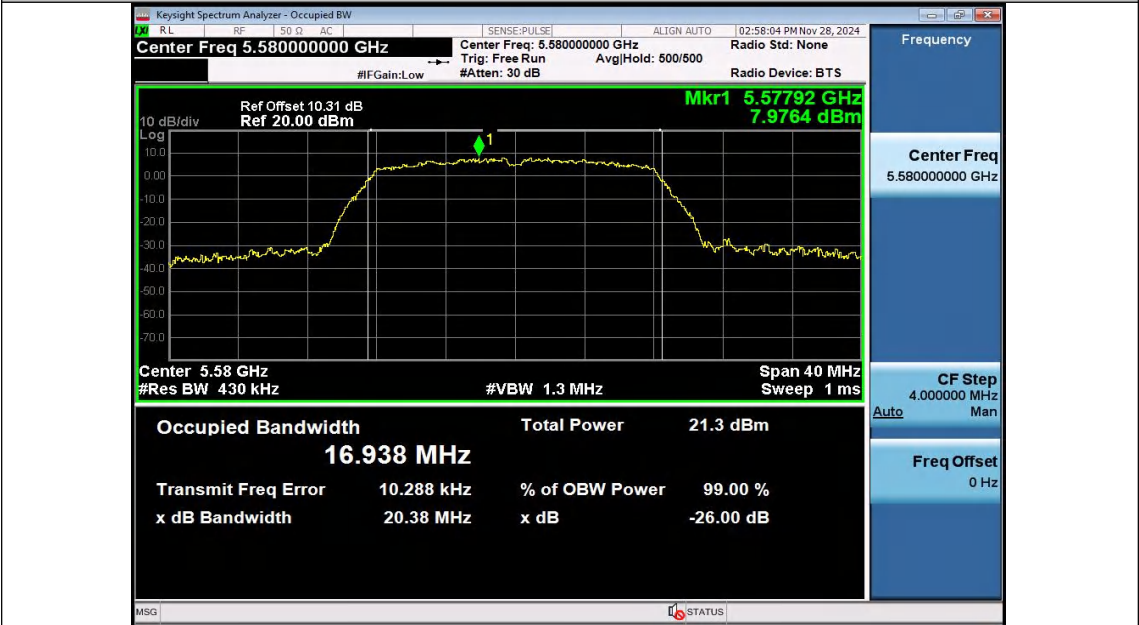 Keysight Spectrum Analyzer - Occupied BW
LXI RL RF 50 Ω AC SENSE:PULSE ALIGN AUTO 02:58:04 PM Nov 28, 2024
Center Freq 5.580000000 GHz
Center Freq: 5.580000000 GHz Radio Std: None
Trig: Free Run Avg|Hold: 500/500
#IFGain:Low #Atten: 30 dB Radio Device: BTS
Mkr1 5.57792 GHz
7.9764 dBm
Ref Offset 10.31 dB
10 dB/div Ref 20.00 dBm
Log
1
10.0
0.00
-10.0
-20.0
-30.0
-40.0
-50.0
-60.0
-70.0
Center 5.58 GHz Span 40 MHz
#Res BW 430 kHz #VBW 1.3 MHz Sweep 1 ms
Occupied Bandwidth Total Power 21.3 dBm
16.938 MHz
Transmit Freq Error 10.288 kHz % of OBW Power 99.00 %
x dB Bandwidth 20.38 MHz x dB -26.00 dB
MSG STATUS
Frequency
Center Freq
5.580000000 GHz
CF Step
4.000000 MHz
Auto Man
Freq Offset
0 Hz